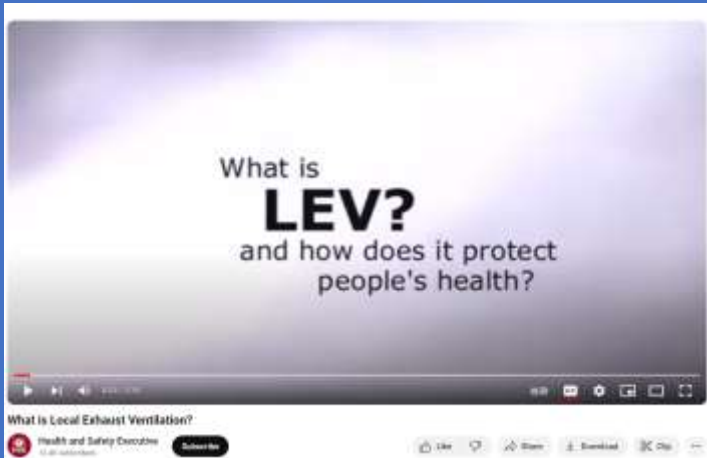 What is
LEV?
and how does it protect
people's health?
What is Local Exhaust Ventilation?
Health and Safety Executive
Subscribe
Like
Share
Download
Clip